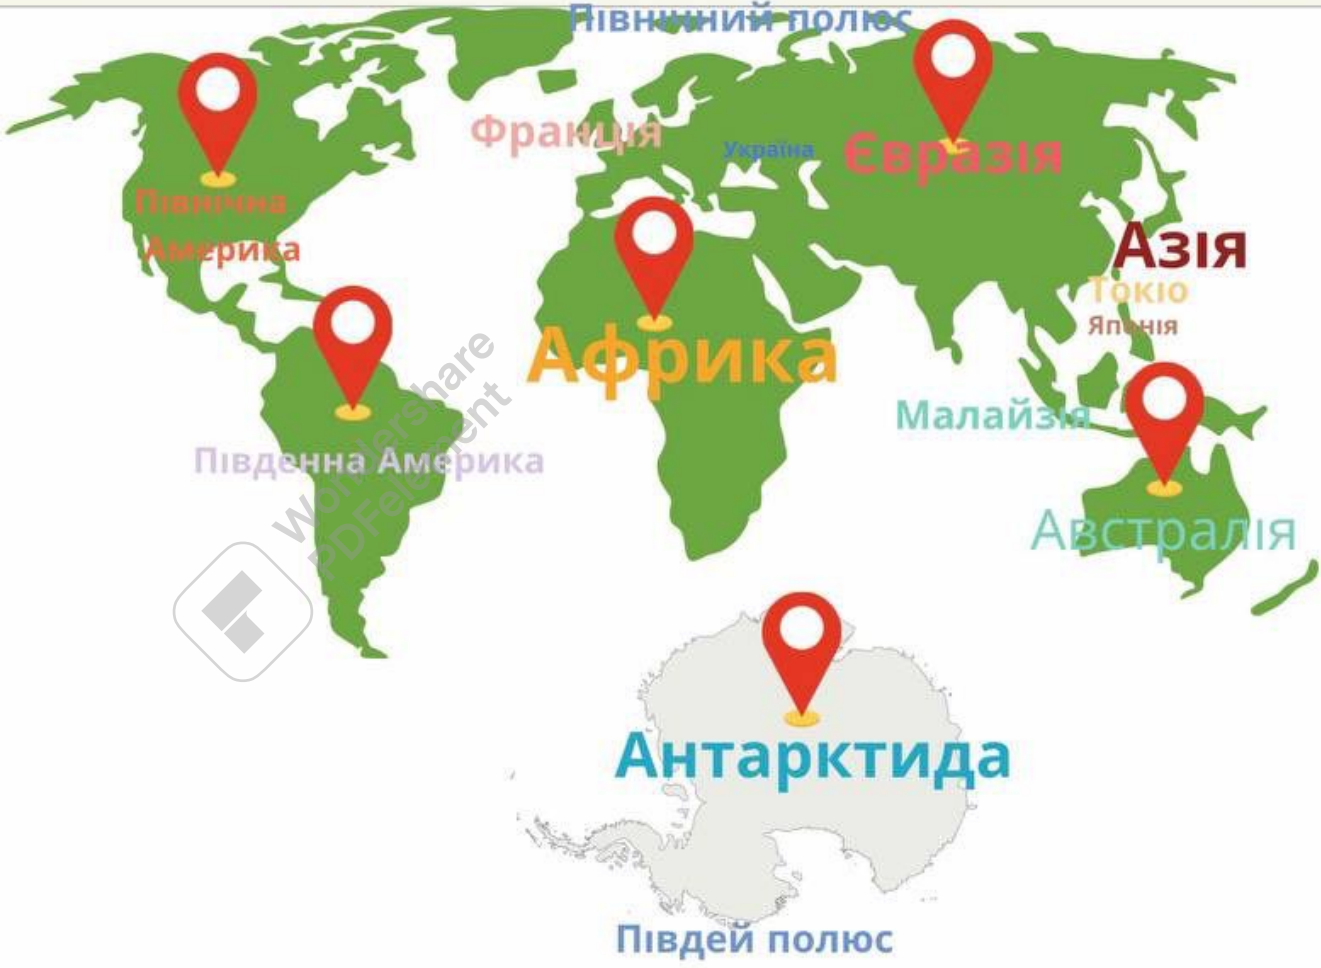 Північний полюс
Франція
Україна
Євразія
Північна
Америка
Азія
Токіо
Японія
Африка
Малайзія
Південна Америка
Австралія
Wondershare
PDFelement
Антарктида
Півдей полюс